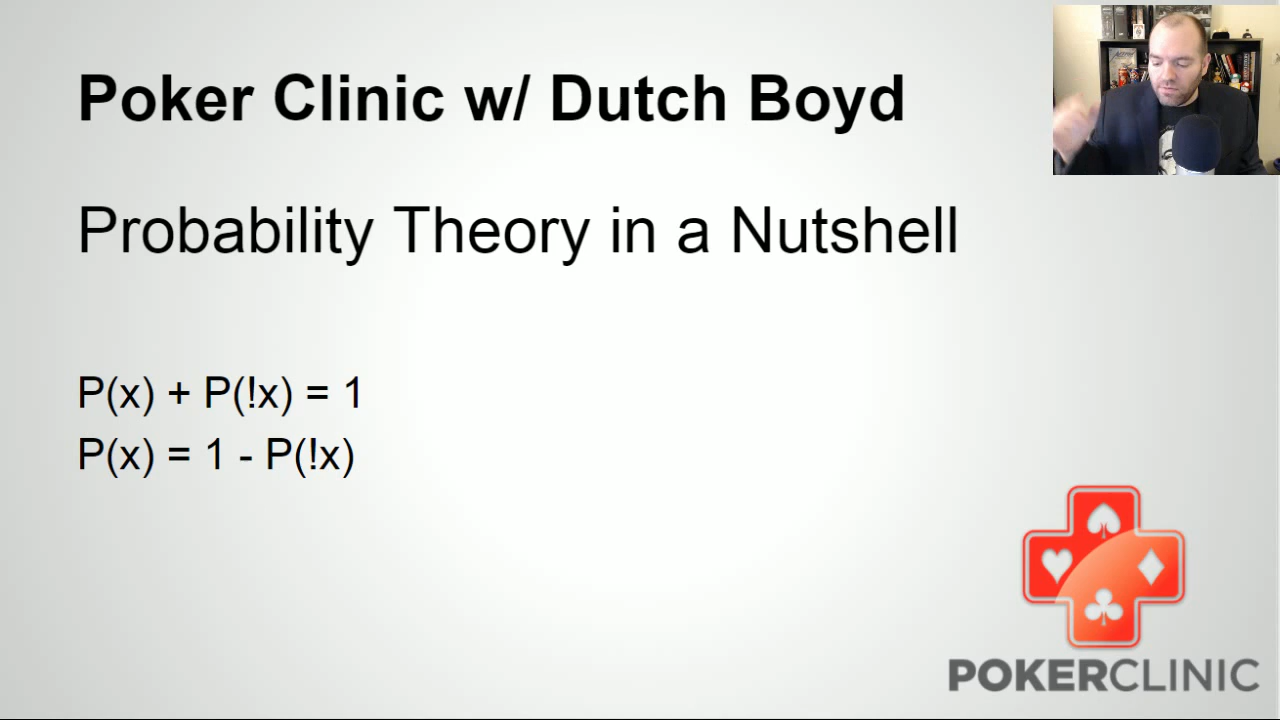 Poker Clinic w/ Dutch Boyd
Probability Theory in a Nutshell
P(x) + P(!x) = 1
P(x) = 1 - P(!x)
POKERCLINIC